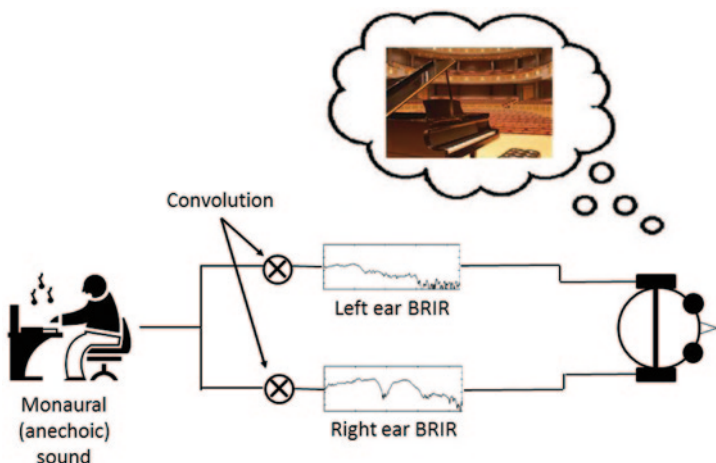 Convolution
Left ear BRIR
Right ear BRIR
Monaural
(anechoic)
sound